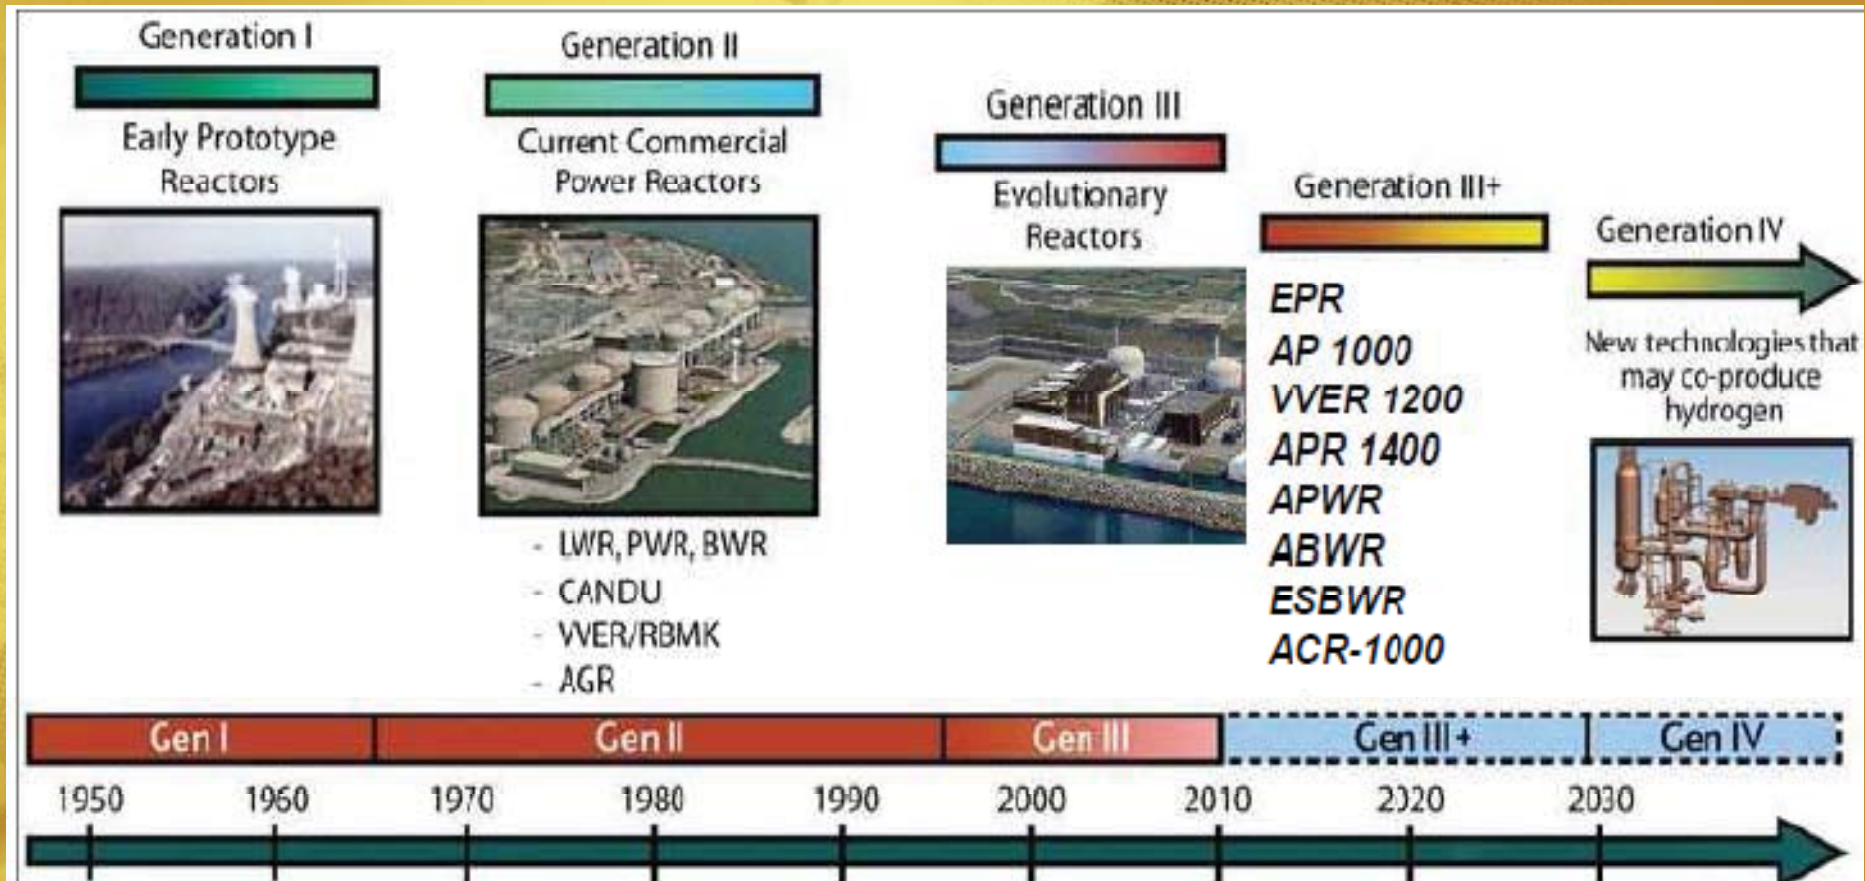 Generation I
Early Prototype
Reactors
Generation II
Current Commercial
Power Reactors
- LWR, PWR, BWR
- CANDU
- VVER/RBMK
- AGR
Generation III
Evolutionary
Reactors
Generation III+
EPR
AP 1000
VVER 1200
APR 1400
APWR
ABWR
ESBWR
ACR-1000
Generation IV
New technologies that
may co-produce
hydrogen
Gen I Gen II Gen III Gen III+ Gen IV
1950 1960 1970 1980 1990 2000 2010 2320 2030